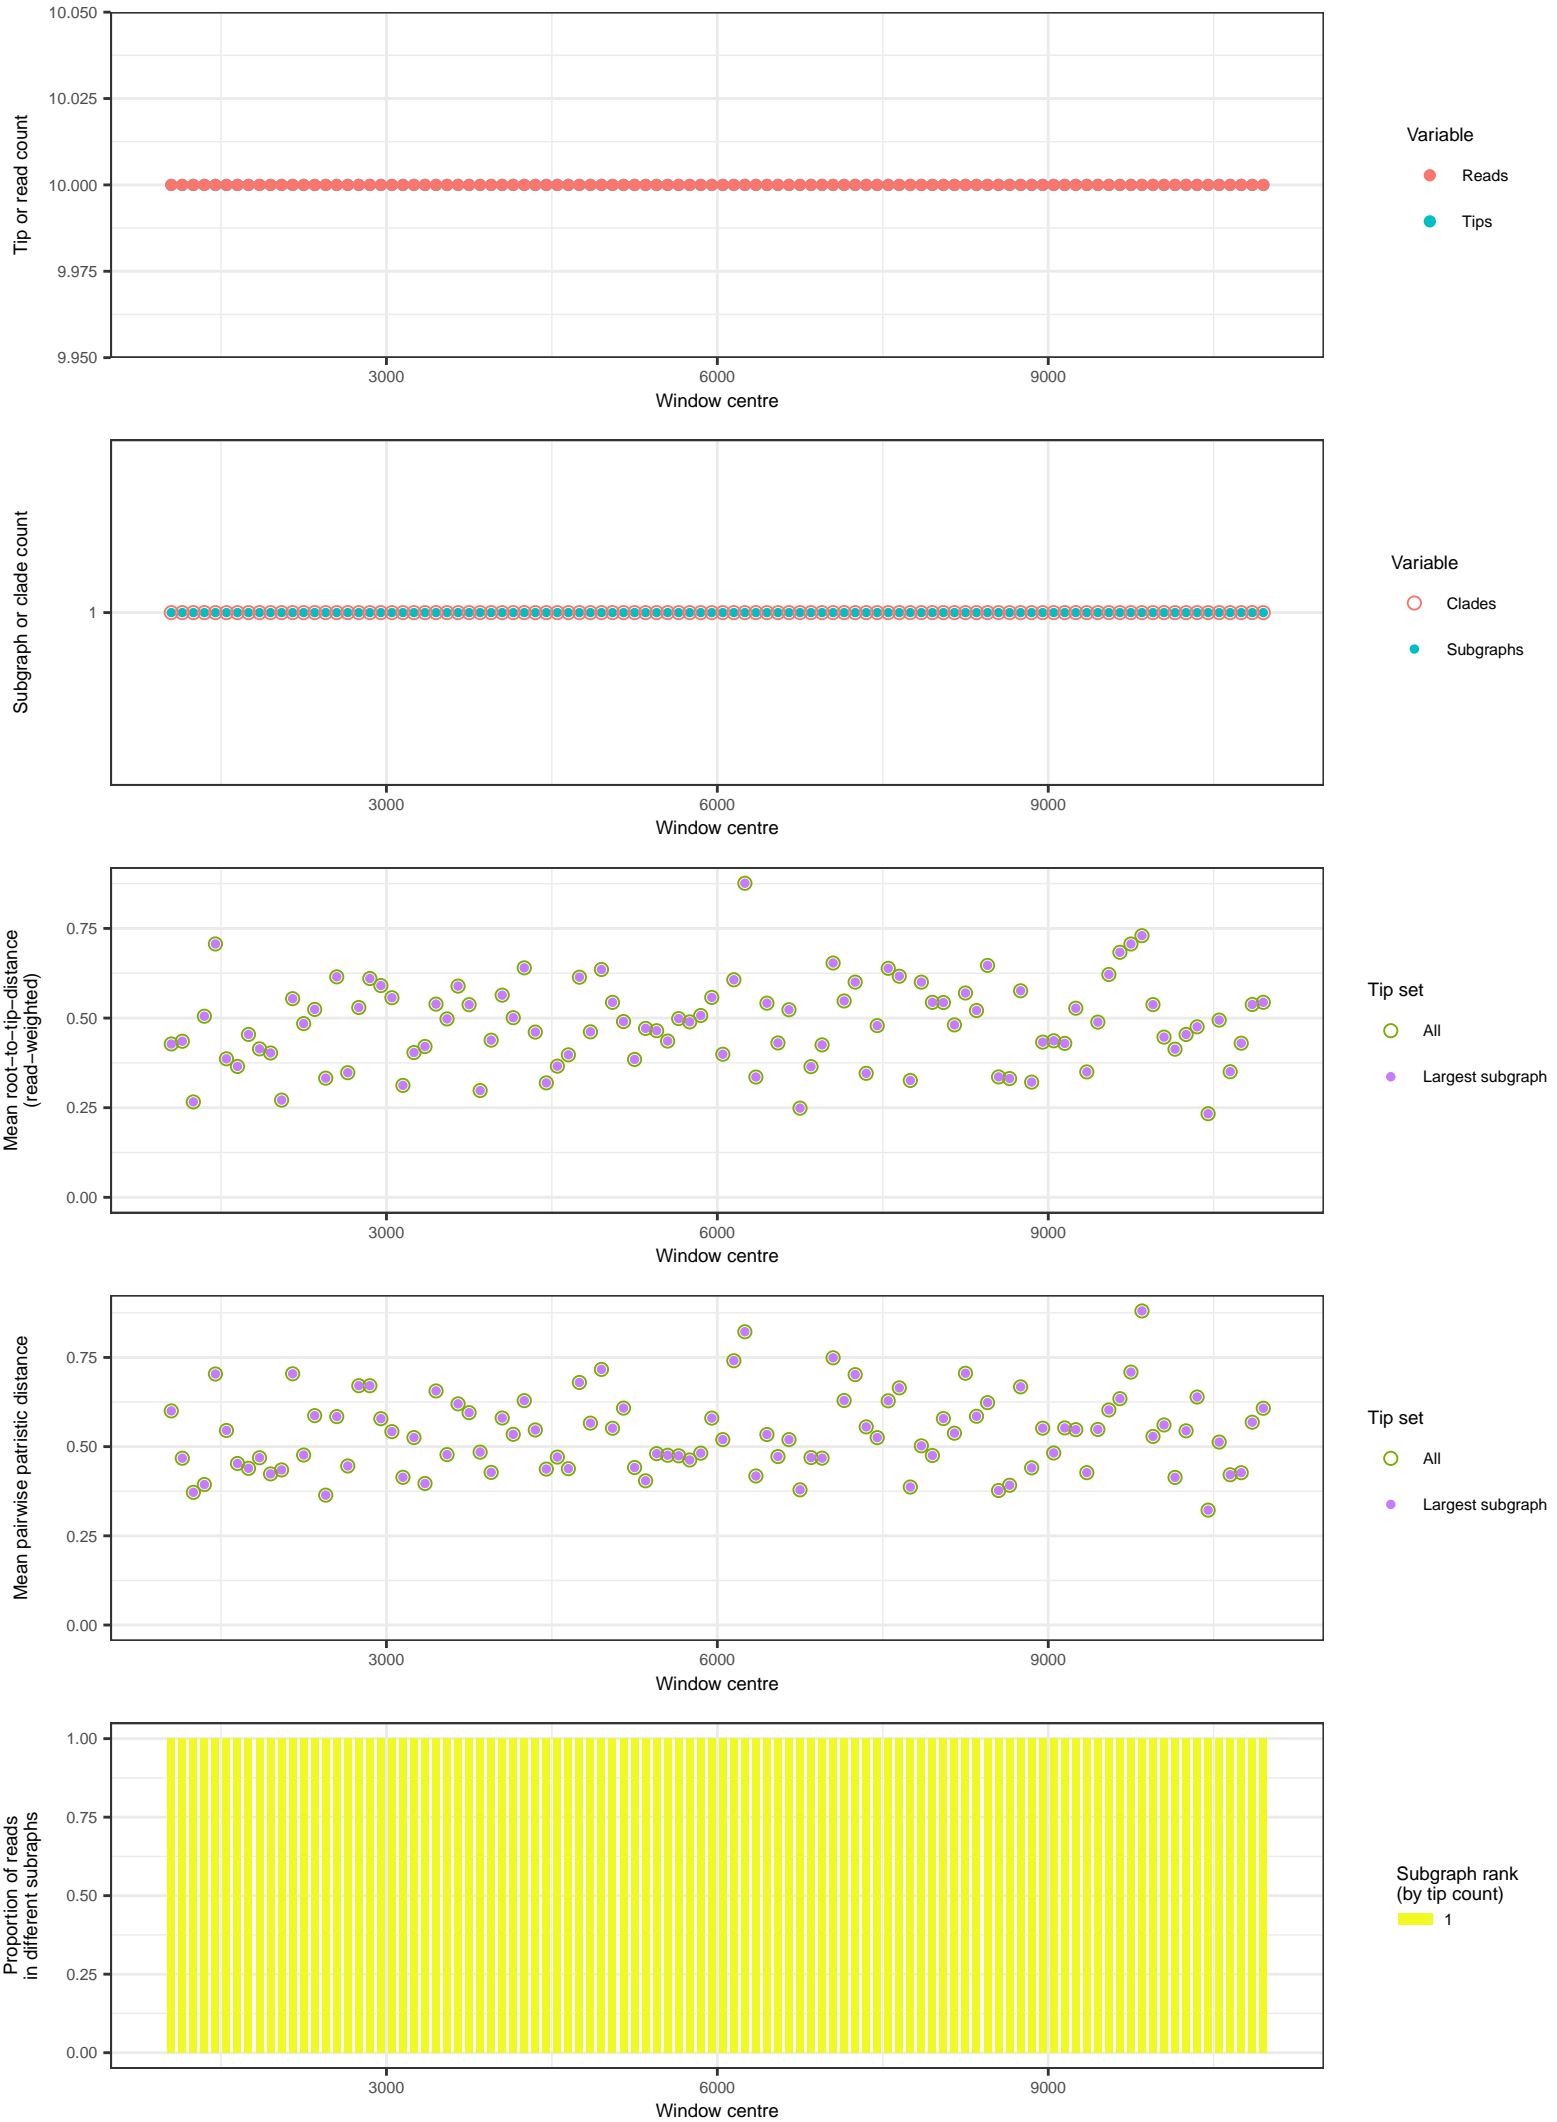 10.050
10.025
10.000
9.975
9.950
Tip or read count
3000
6000
9000
Window centre
Variable
Reads
Tips
1
Subgraph or clade count
3000
6000
9000
Window centre
Variable
Clades
Subgraphs
0.75
0.50
0.25
0.00
Mean root−to−tip−distance
(read−weighted)
3000
6000
9000
Window centre
Tip set
All
Largest subgraph
0.75
0.50
0.25
0.00
Mean pairwise patristic distance
3000
6000
9000
Window centre
Tip set
All
Largest subgraph
1.00
0.75
0.50
0.25
0.00
Proportion of reads
in different subraphs
3000
6000
9000
Window centre
Subgraph rank
(by tip count)
1